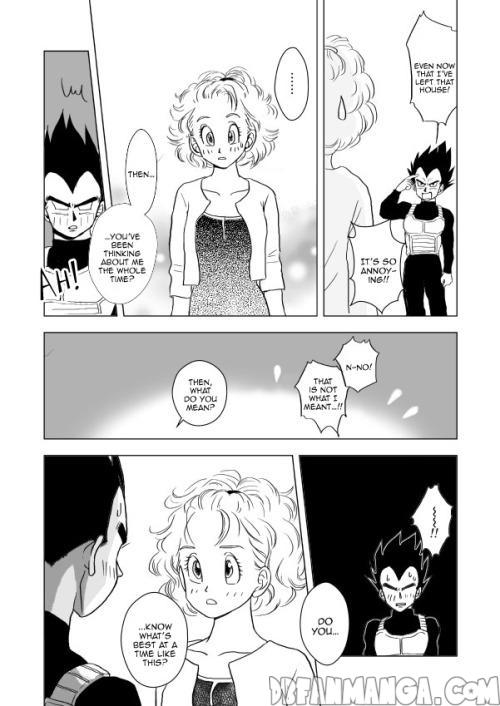 EVEN NOW
THAT I'VE
LEFT THAT
HOUSE!
IT'S SO
ANNOY-
ING!!
......
THEN...
...YOU'VE
BEEN
THINKING
ABOUT ME
THE WHOLE
TIME?
AH!
N-NO!
THAT
IS NOT
WHAT I
MEANT...!!
THEN,
WHAT
DO YOU
MEAN?
!!
DO
YOU...
...KNOW
WHAT'S
BEST AT A
TIME LIKE
THIS?
DBFANMANGA.COM